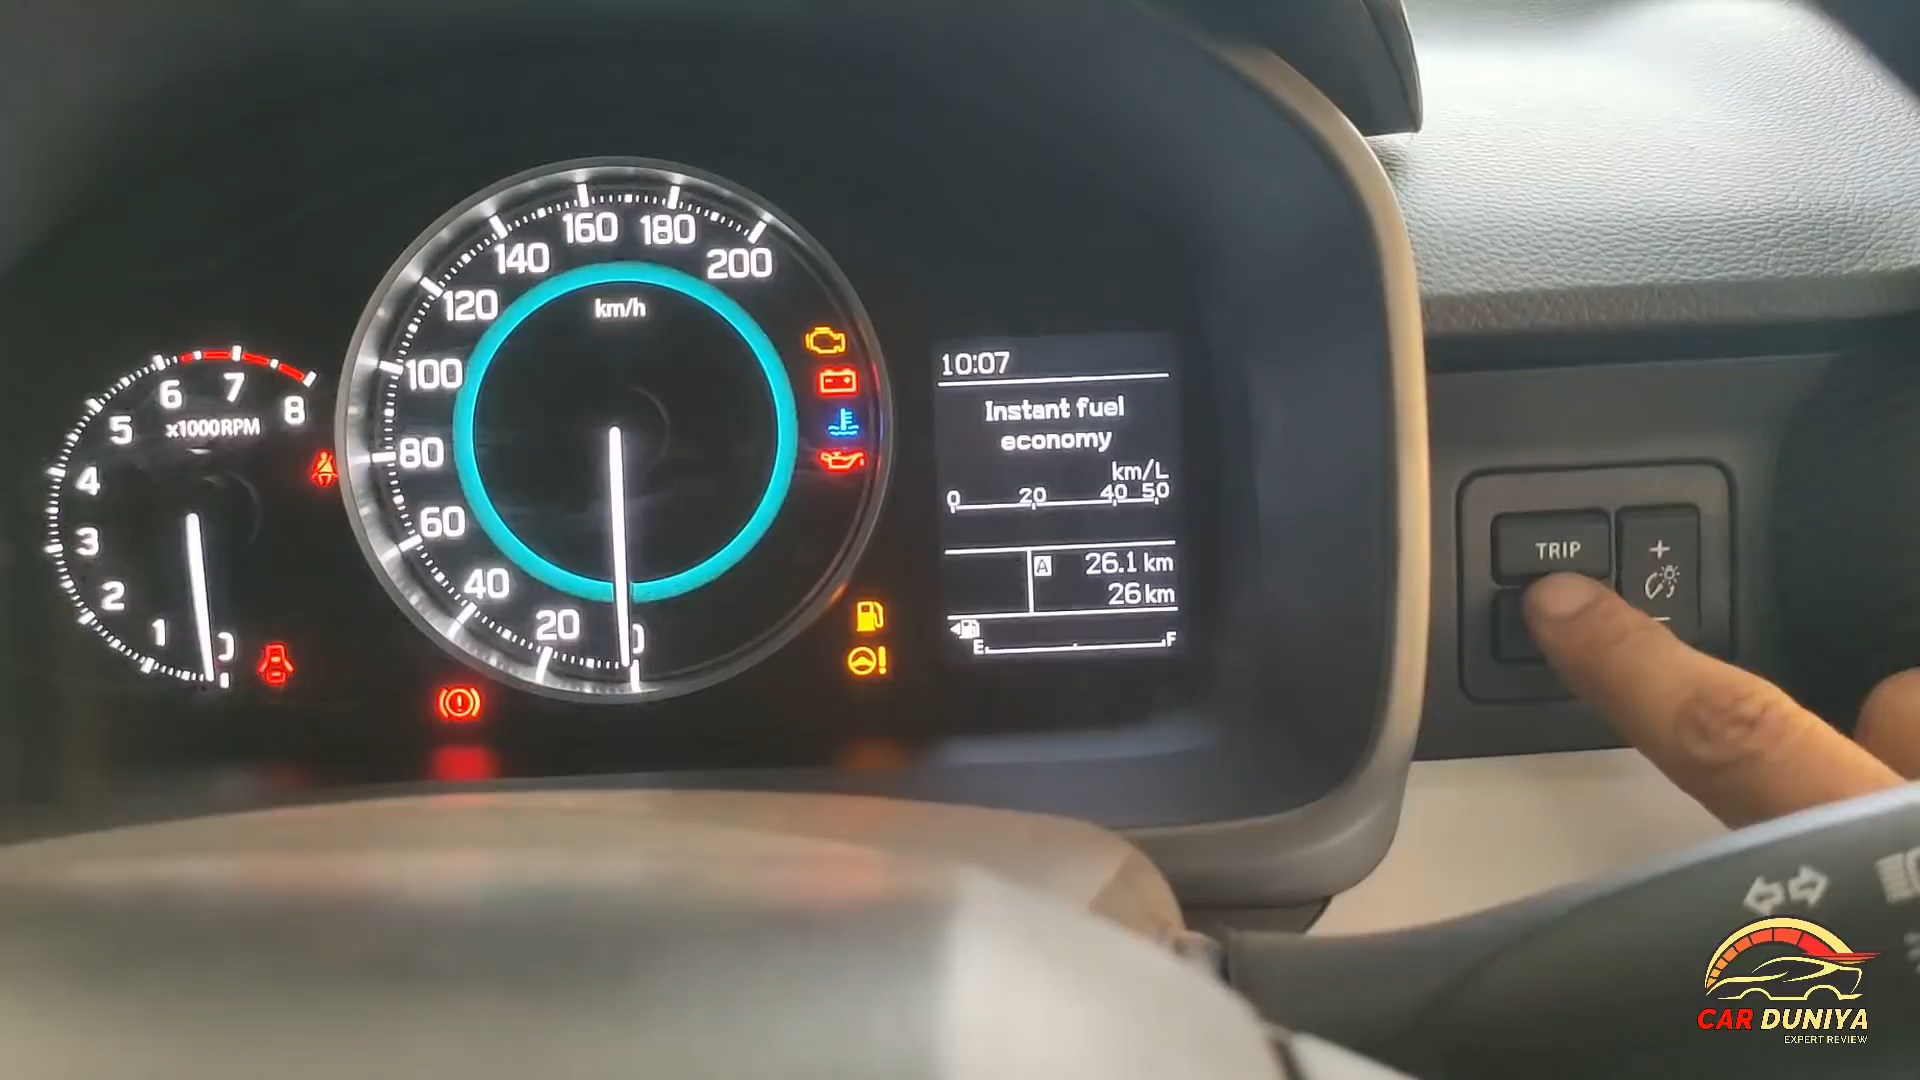 160
180
140
200
120
km/h
100
80
60
40
20
0
6
7
8
5
x1000RPM
4
3
2
1
0
10:07
Instant fuel
economy
km/L
0 20 40 50
A 26.1 km
26 km
E F
TRIP
+
CAR DUNIYA
EXPERT REVIEW